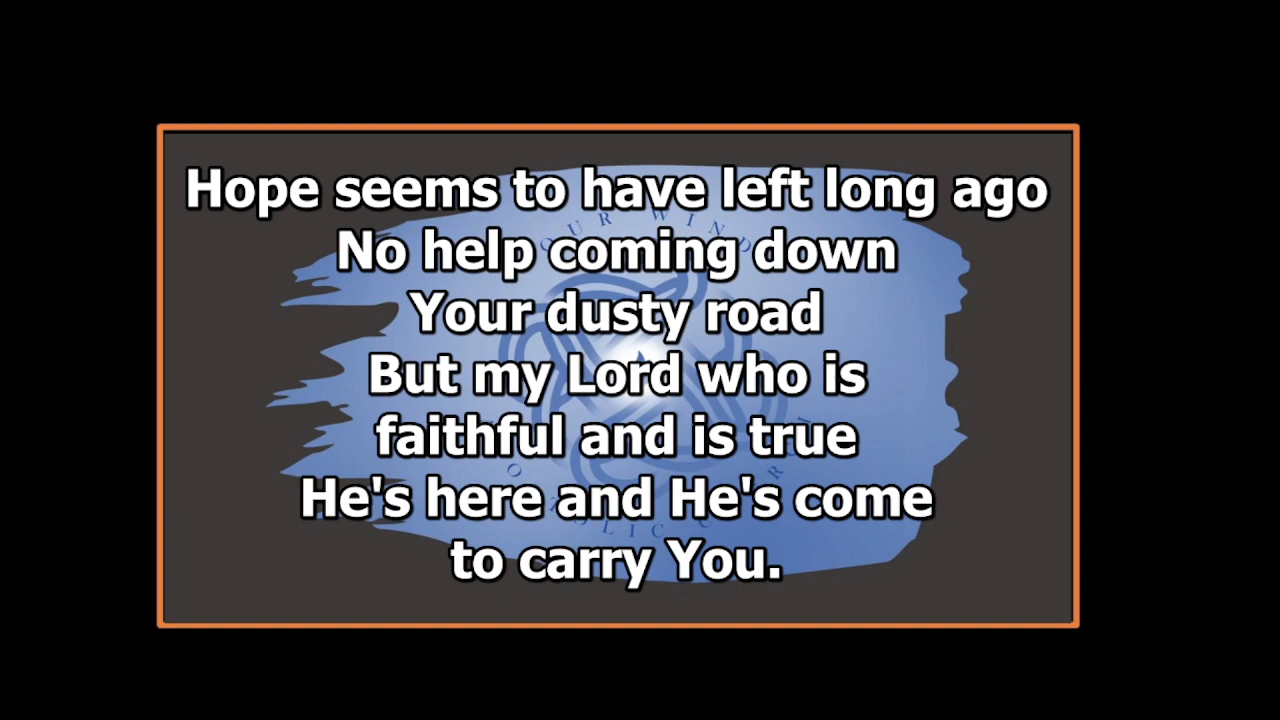 Hope seems to have left long ago
No help coming down
Your dusty road
But my Lord who is
faithful and is true
He's here and He's come
to carry You.